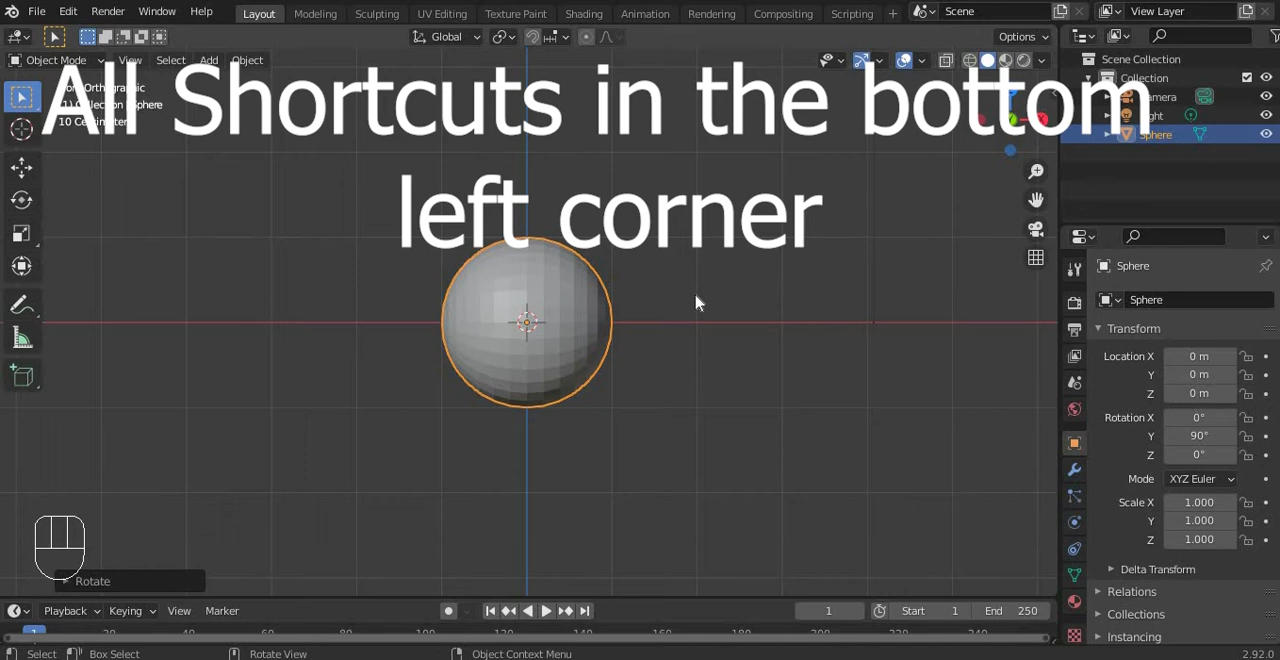 File Edit Render Window Help Layout Modeling Sculpting UV Editing Texture Paint Shading Animation Rendering Compositing Scripting + Scene View Layer
Global Options
Object Mode View Select Add Object
All Shortcuts in the bottom
left corner
Scene Collection
Collection
Sphere
Sphere
Sphere
Transform
Location X 0 m
Y 0 m
Z 0 m
Rotation X 0°
Y 90°
Z 0°
Mode XYZ Euler
Scale X 1.000
Y 1.000
Z 1.000
Delta Transform
Relations
Collections
Instancing
Rotate
Playback Keying View Marker 1 Start 1 End 250
1
Select Box Select Rotate View Object Context Menu 2.92.0